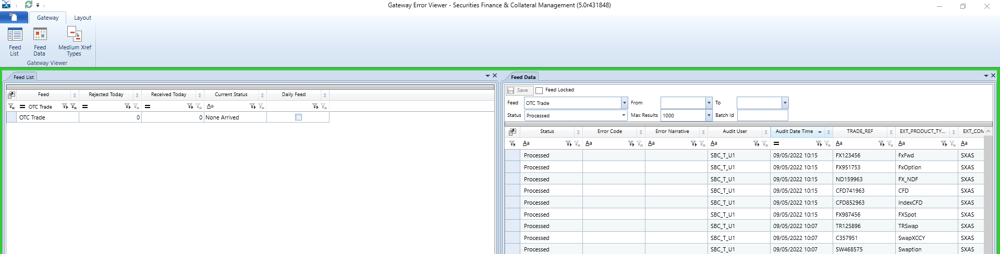 Gateway Error Viewer - Securities Finance & Collateral Management (5.0r431848)
Gateway Layout
Feed List
Feed Data
Medium Xref Types
Gateway Viewer
Feed List
Feed Σ Rejected Today Σ Received Today Σ Current Status Σ Daily Feed Σ
= OTC Trade = = Aa
OTC Trade 0 0 None Arrived
Feed Data
Save Feed Locked
Feed OTC Trade From To
Status Processed Max Results 1000 Batch Id
Status Σ Error Code Σ Error Narrative Σ Audit User Σ Audit Date Time Σ TRADE_REF Σ EXT_PRODUCT_TY... Σ EXT_COM
Aa Aa Aa Aa = Aa Aa Aa
Processed SBC_T_U1 09/05/2022 10:15 FX123456 FxFwd SXAS
Processed SBC_T_U1 09/05/2022 10:15 FX951753 FxOption SXAS
Processed SBC_T_U1 09/05/2022 10:15 ND159963 FX_NDF SXAS
Processed SBC_T_U1 09/05/2022 10:15 CFD741963 CFD SXAS
Processed SBC_T_U1 09/05/2022 10:15 CFD852963 IndexCFD SXAS
Processed SBC_T_U1 09/05/2022 10:15 FX987456 FXSpot SXAS
Processed SBC_T_U1 09/05/2022 10:07 TR125896 TRSwap SXAS
Processed SBC_T_U1 09/05/2022 10:07 C357951 SwapXCCY SXAS
Processed SBC_T_U1 09/05/2022 10:07 SW468575 Swaption SXAS